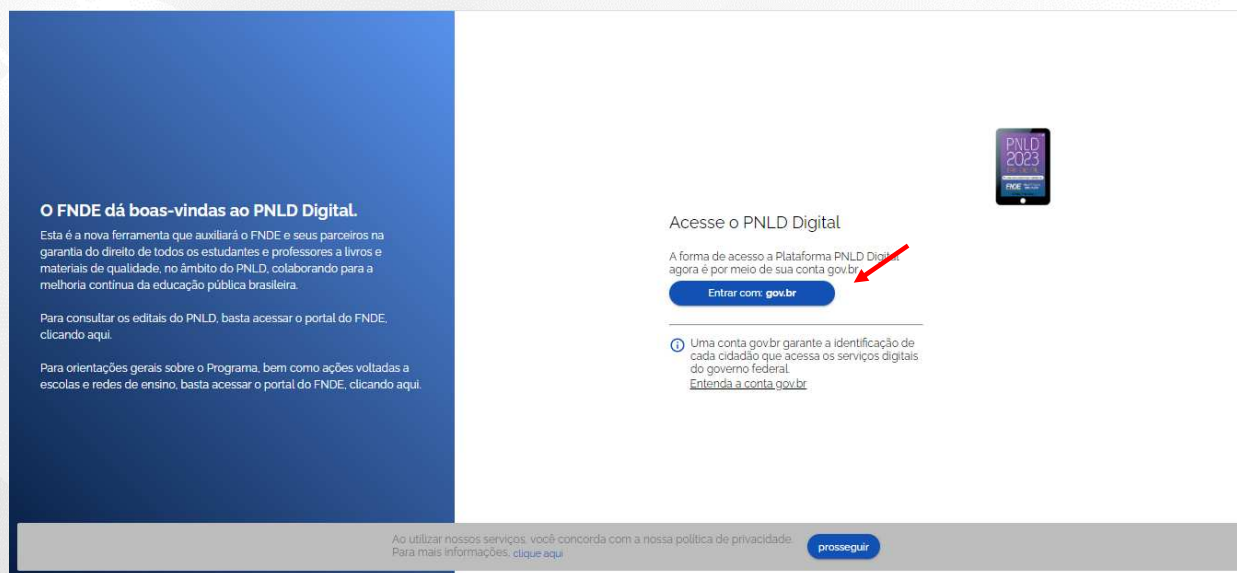 O FNDE dá boas-vindas ao PNLD Digital.
Esta é a nova ferramenta que auxiliará o FNDE e seus parceiros na
garantia do direito de todos os estudantes e professores a livros e
materiais de qualidade, no âmbito do PNLD, colaborando para a
melhoria contínua da educação pública brasileira.
Para consultar os editais do PNLD, basta acessar o portal do FNDE,
clicando aqui.
Para orientações gerais sobre o Programa, bem como ações voltadas a
escolas e redes de ensino, basta acessar o portal do FNDE, clicando aqui.
PNLD
2023
FNDE
Acesse o PNLD Digital
A forma de acesso a Plataforma PNLD Digital
agora é por meio de sua conta gov.br
Entrar com: gov.br
Uma conta gov.br garante a identificação de
cada cidadão que acessa os serviços digitais
do governo federal.
Entenda a conta gov.br
Ao utilizar nossos serviços, você concorda com a nossa política de privacidade.
Para mais informações, clique aqui
prosseguir